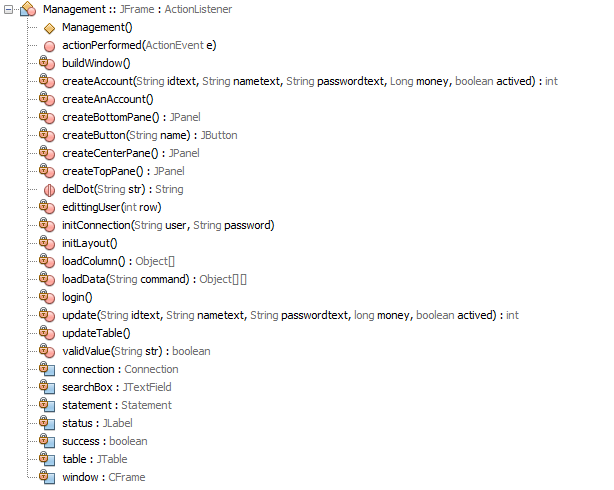 Management :: JFrame : ActionListener
Management()
actionPerformed(ActionEvent e)
buildWindow()
createAccount(String idtext, String nametext, String passwordtext, Long money, boolean actived) : int
createAnAccount()
createBottomPane() : JPanel
createButton(String name) : JButton
createCenterPane() : JPanel
createTopPane() : JPanel
delDot(String str) : String
edittingUser(int row)
initConnection(String user, String password)
initLayout()
loadColumn() : Object[]
loadData(String command) : Object[][]
login()
update(String idtext, String nametext, String passwordtext, long money, boolean actived) : int
updateTable()
validValue(String str) : boolean
connection : Connection
searchBox : JTextField
statement : Statement
status : JLabel
success : boolean
table : JTable
window : CFrame